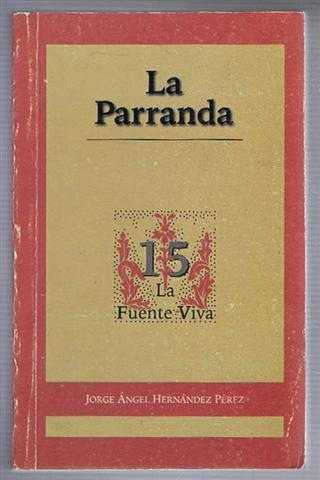 La
Parranda
15
La
Fuente Viva
JORGE ÁNGEL HERNÁNDEZ PÉREZ